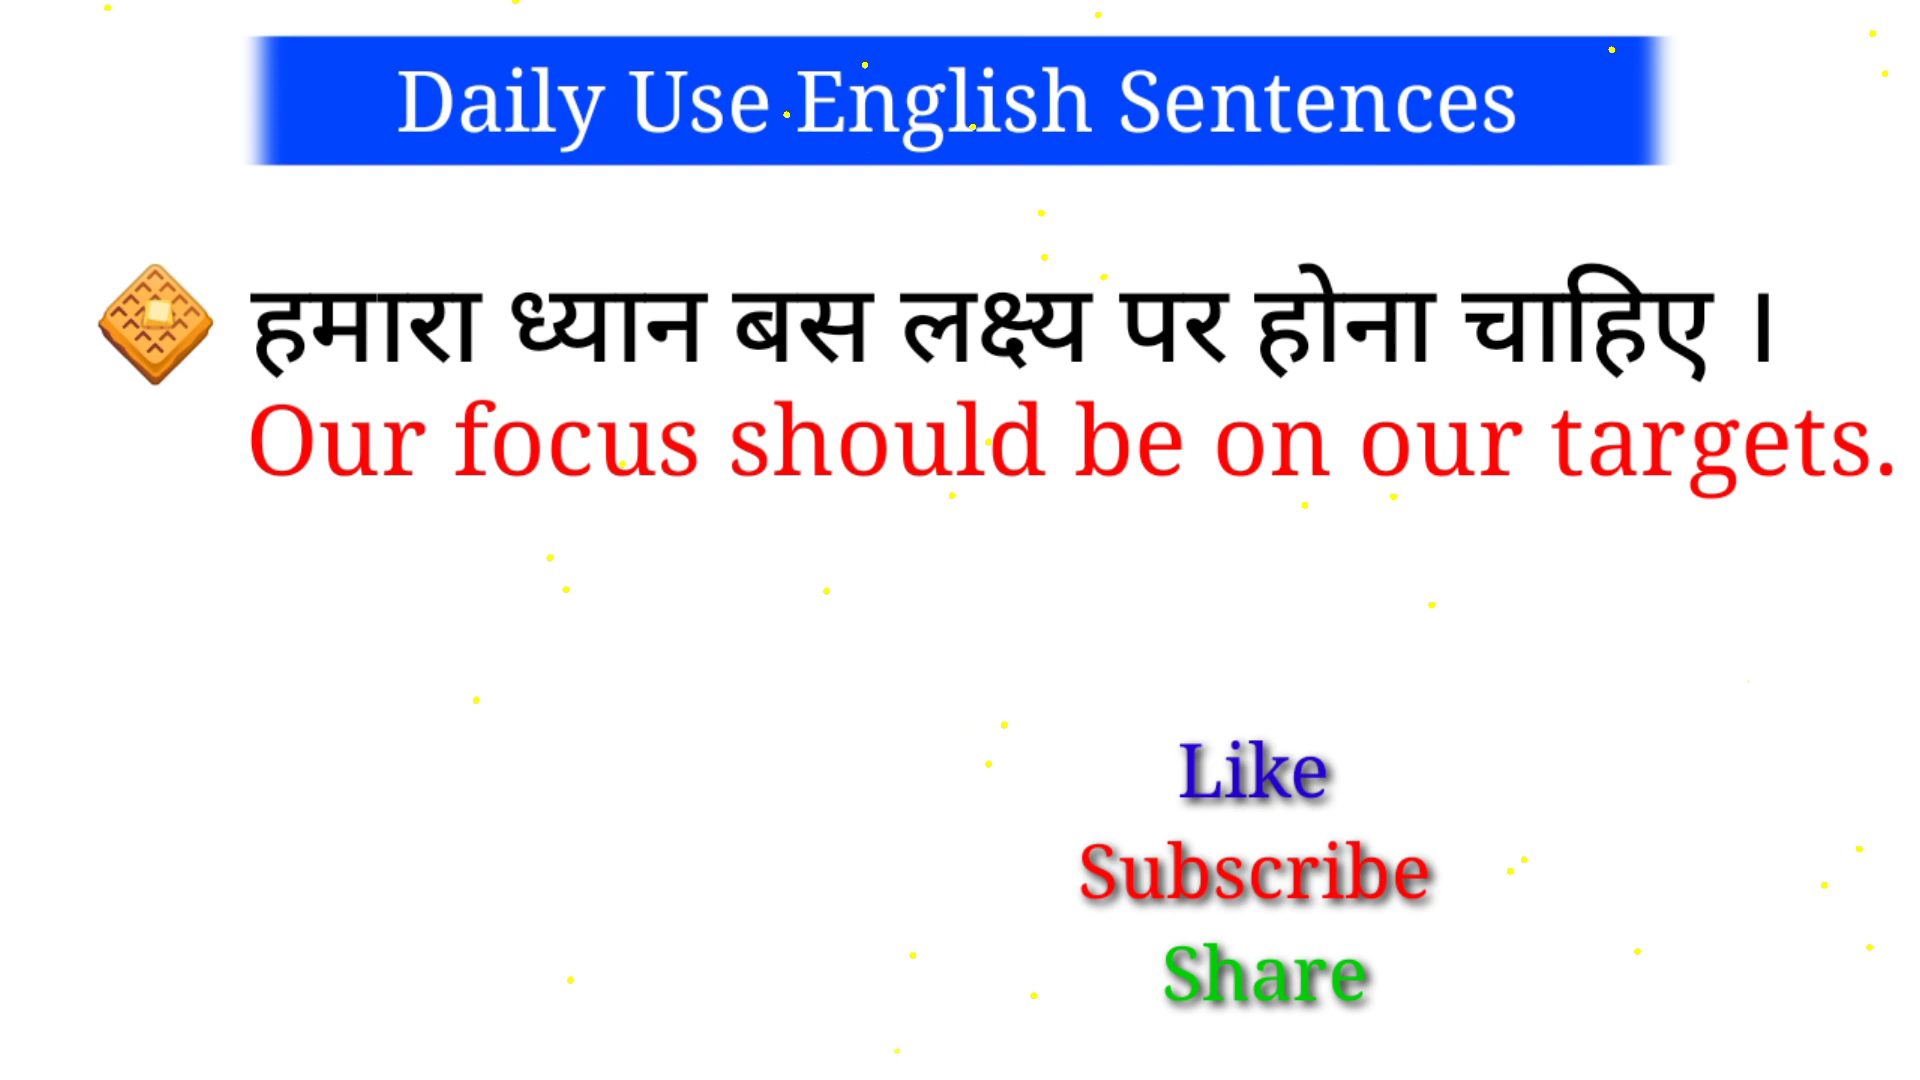 Daily Use English Sentences
हमारा ध्यान बस लक्ष्य पर होना चाहिए ।
Our focus should be on our targets.
Like
Subscribe
Share